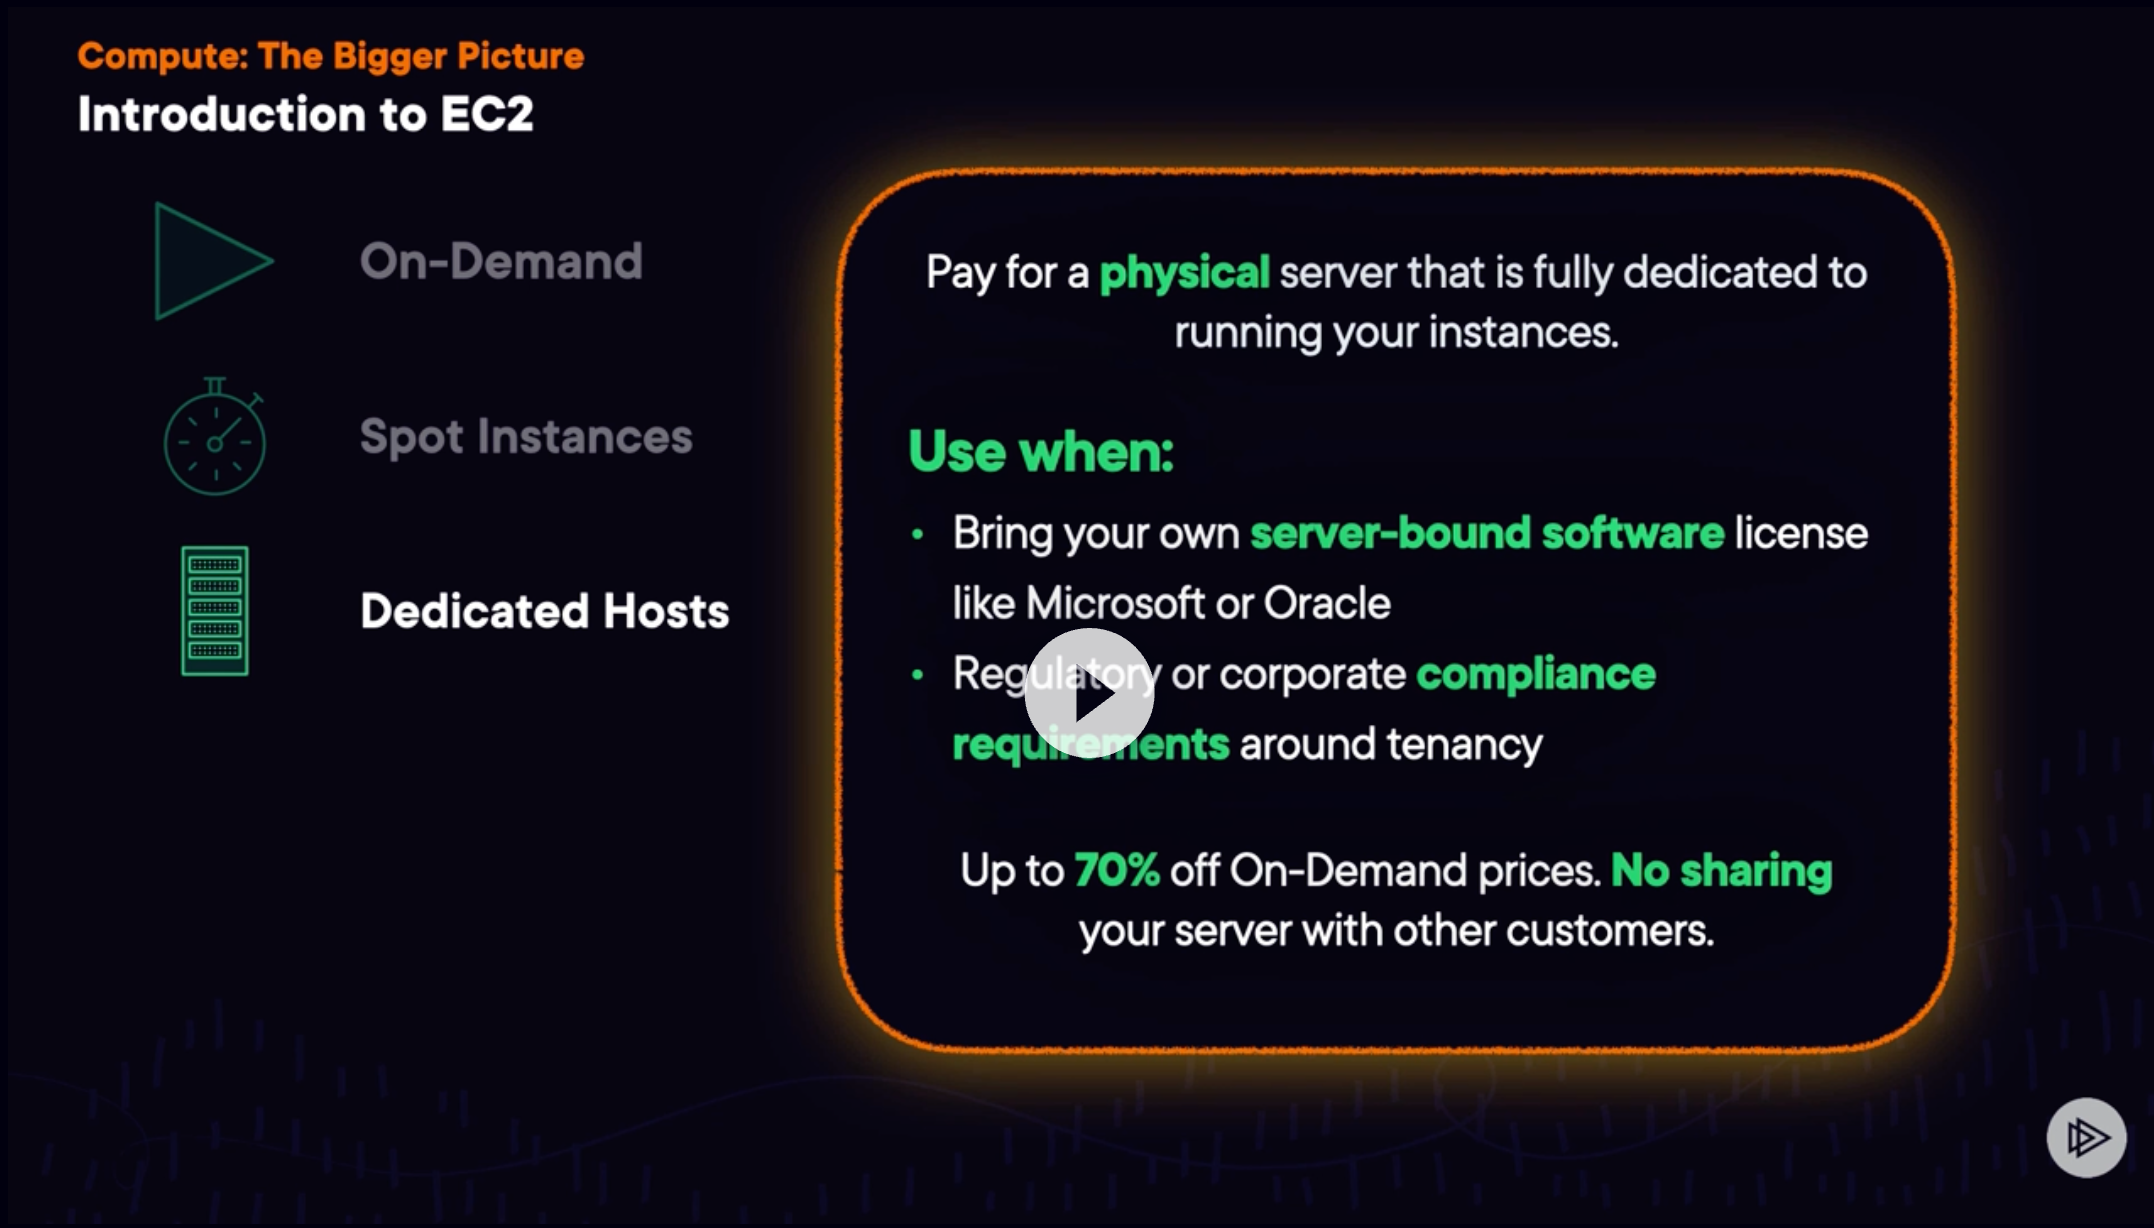 Compute: The Bigger Picture
Introduction to EC2
On-Demand
Spot Instances
Dedicated Hosts
Pay for a physical server that is fully dedicated to
running your instances.
Use when:
• Bring your own server-bound software license
like Microsoft or Oracle
• Regulatory or corporate compliance
requirements around tenancy
Up to 70% off On-Demand prices. No sharing
your server with other customers.